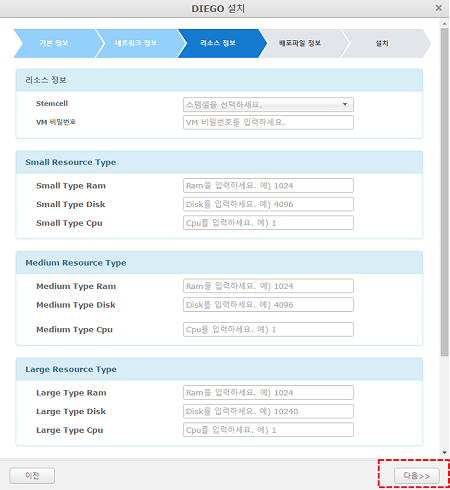 DIEGO 설치
기본 정보
네트워크 정보
리소스 정보
배포파일 정보
설치
리소스 정보
Stemcell 스템셀을 선택하세요.
VM 비밀번호 VM 비밀번호를 입력하세요.
Small Resource Type
Small Type Ram Ram을 입력하세요. 예) 1024
Small Type Disk Disk를 입력하세요. 예) 4096
Small Type Cpu Cpu를 입력하세요. 예) 1
Medium Resource Type
Medium Type Ram Ram을 입력하세요. 예) 1024
Medium Type Disk Disk를 입력하세요. 예) 4096
Medium Type Cpu Cpu를 입력하세요. 예) 1
Large Resource Type
Large Type Ram Ram을 입력하세요. 예) 1024
Large Type Disk Disk를 입력하세요. 예) 10240
Large Type Cpu Cpu를 입력하세요. 예) 1
이전
다음>>